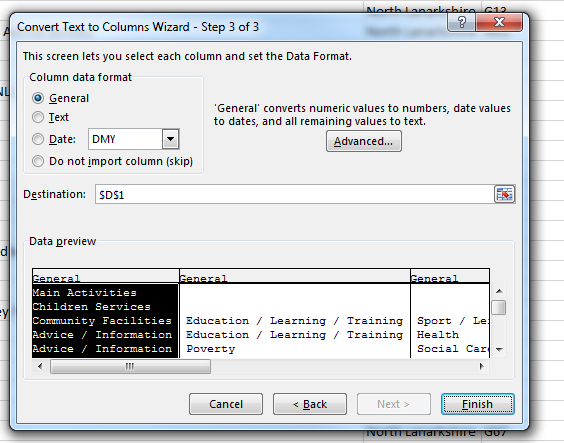 North Lanarkshire G13
Convert Text to Columns Wizard - Step 3 of 3
?
This screen lets you select each column and set the Data Format.
Column data format
General
Text
Date: DMY
Do not import column (skip)
'General' converts numeric values to numbers, date values
to dates, and all remaining values to text.
Advanced...
Destination: $D$1
Data preview
General General General
Main Activities
Children Services
Community Facilities Education / Learning / Training Sport / Lei
Advice / Information Education / Learning / Training Health
Advice / Information Poverty Social Care
Cancel < Back Next > Finish
North Lanarkshire G07